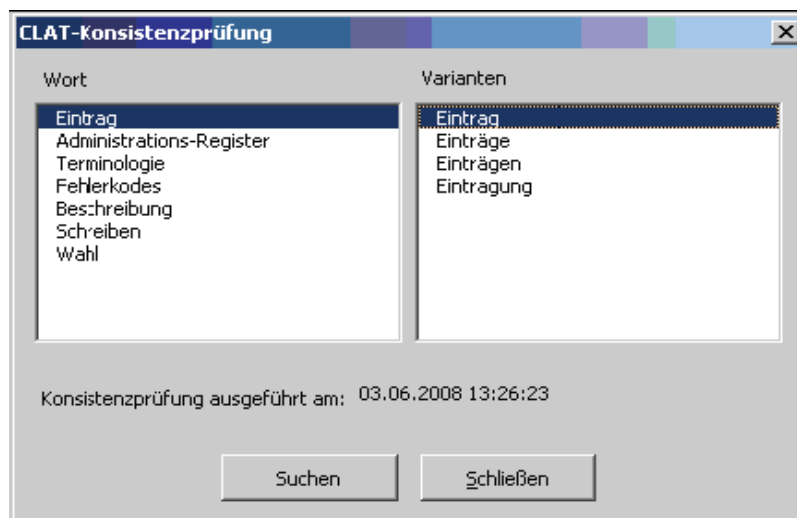 CLAT-Konsistenzprüfung
Wort
Eintrag
Administrations-Register
Terminologie
Fehlerkodes
Beschreibung
Schreiben
Wahl
Varianten
Eintrag
Einträge
Einträgen
Eintragung
Konsistenzprüfung ausgeführt am: 03.06.2008 13:26:23
Suchen
Schließen